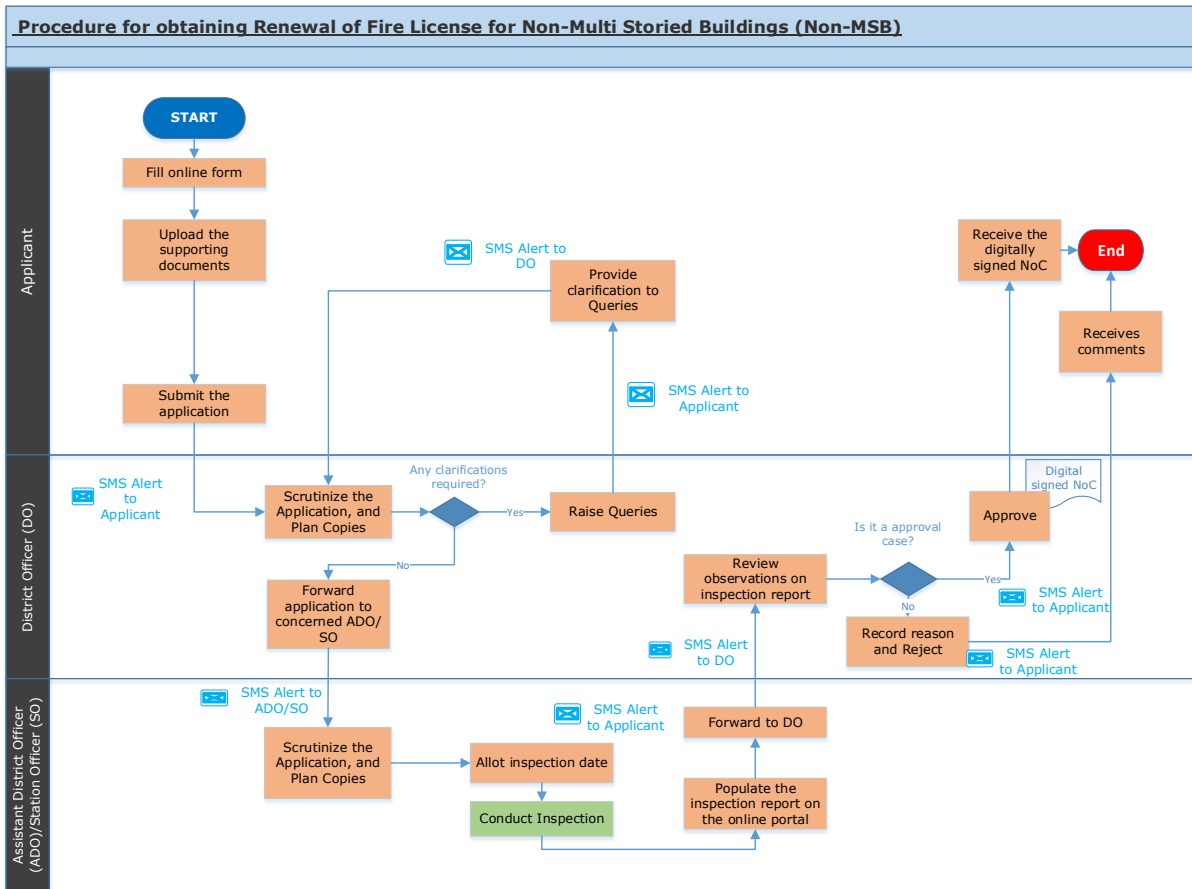 Procedure for obtaining Renewal of Fire License for Non-Multi Storied Buildings (Non-MSB)
Applicant
START
Fill online form
Upload the
supporting
documents
Submit the
application
SMS Alert to
DO
Provide
clarification to
Queries
SMS Alert to
Applicant
Receive the
digitally
signed NoC
End
Receives
comments
District Officer (DO)
SMS Alert
to
Applicant
Scrutinize the
Application, and
Plan Copies
Any clarifications
required?
Yes
Raise Queries
No
Forward
application to
concerned ADO/
SO
Review
observations on
inspection report
Is it a approval
case?
Yes
Approve
Digital
signed NoC
SMS Alert
to Applicant
No
Record reason
and Reject
SMS Alert
to Applicant
SMS Alert
to DO
Assistant District Officer
(ADO)/Station Officer (SO)
SMS Alert to
ADO/SO
Scrutinize the
Application, and
Plan Copies
Allot inspection date
Conduct Inspection
SMS Alert
to Applicant
Forward to DO
Populate the
inspection report on
the online portal